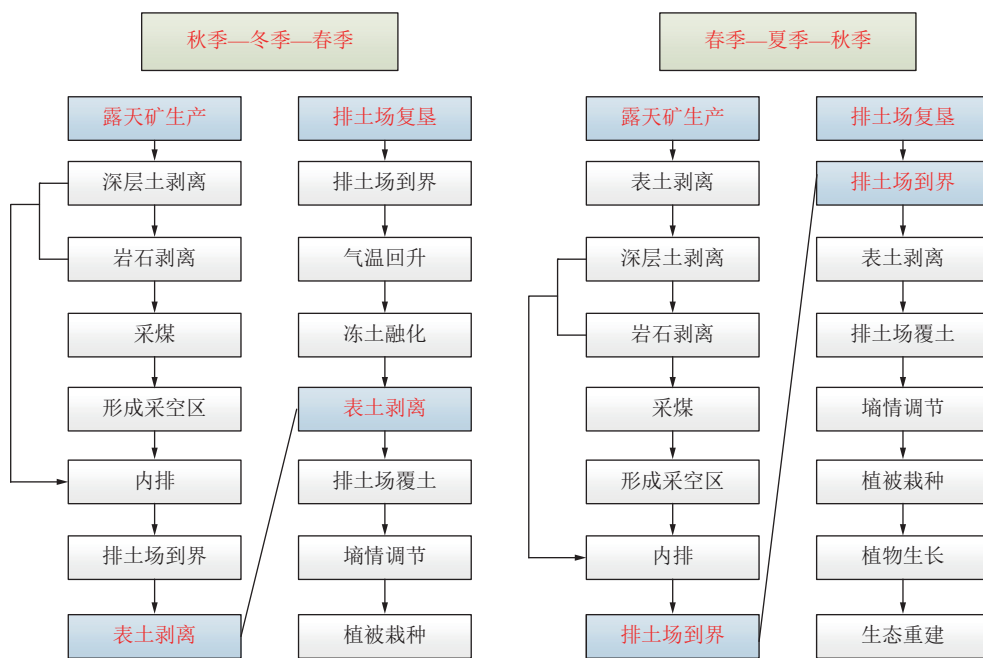 秋季—冬季—春季
露天矿生产
深层土剥离
岩石剥离
采煤
形成采空区
内排
排土场到界
表土剥离
排土场复垦
排土场到界
气温回升
冻土融化
表土剥离
排土场覆土
墒情调节
植被栽种
春季—夏季—秋季
露天矿生产
表土剥离
深层土剥离
岩石剥离
采煤
形成采空区
内排
排土场到界
排土场复垦
排土场到界
表土剥离
排土场覆土
墒情调节
植被栽种
植物生长
生态重建